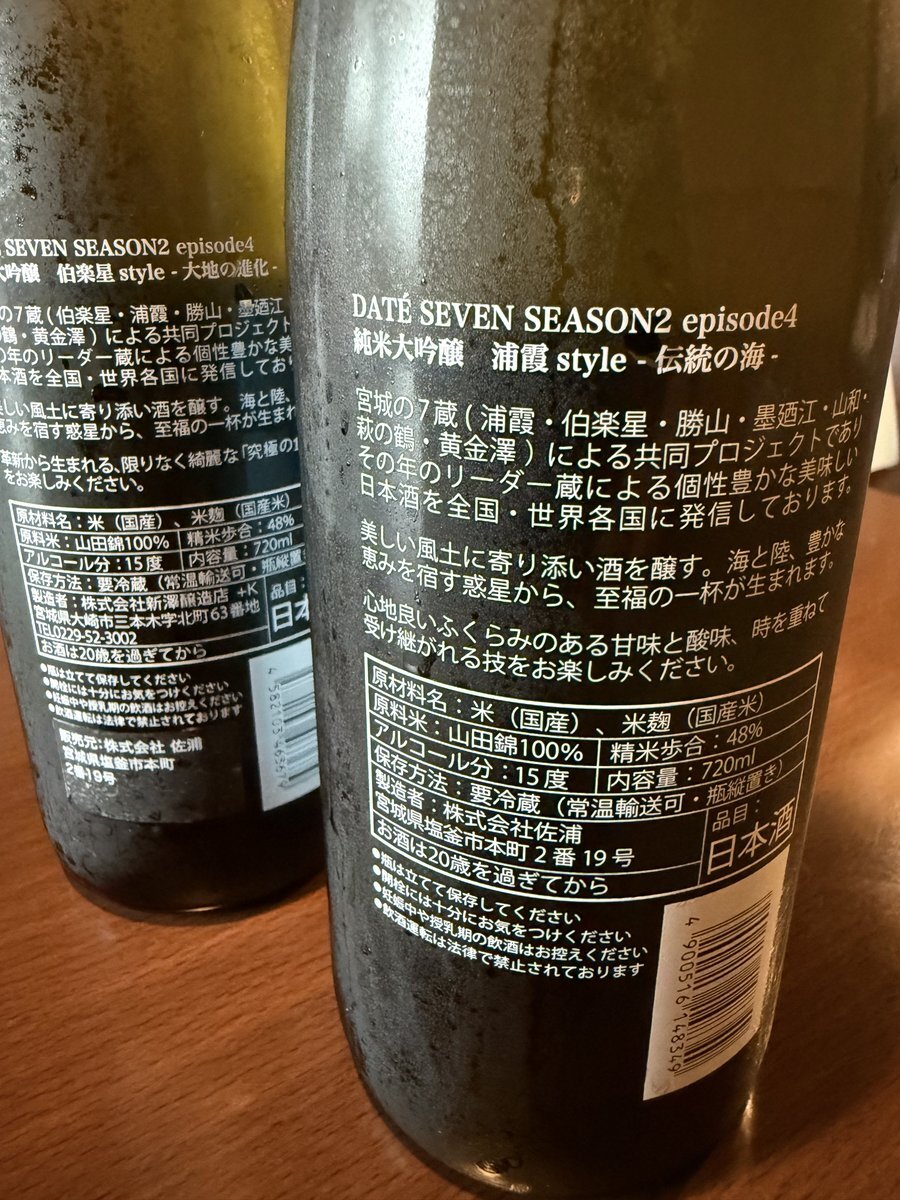 SEVEN SEASON2 episode4
大吟醸 伯楽星 style - 大地の進化 -
の7蔵 ( 伯楽星・浦霞・勝山・墨廼江
鶴・黄金澤 ) による共同プロジェクト
年のリーダー蔵による個性豊かな美
本酒を全国・世界各国に発信してお
しい風土に寄り添い酒を醸す。海と陸、
恵みを宿す惑星から、至福の一杯が生まれ
革新から生まれる、限りなく綺麗な「究極の
をお楽しみください。
原材料名:米(国産)、米麹(国産米)
原料米:山田錦100% 精米歩合:48%
アルコール分:15度 内容量:720ml
保存方法:要冷蔵(常温輸送可・瓶縦置
製造者:株式会社新澤醸造店 +K
宮城県大崎市三本木字北町63番地
TEL0229-52-3002
品目:
日本
お酒は20歳を過ぎてから
●瓶は立てて保存してください
●開栓には十分にお気をつけください
●妊娠中や授乳期の飲酒はお控えください
●飲酒運転は法律で禁止されております
販売元:株式会社 佐浦
宮城県塩釜市本町
2番19号
DATÉ SEVEN SEASON2 episode4
純米大吟醸 浦霞 style - 伝統の海 -
宮城の7蔵 ( 浦霞・伯楽星・勝山・墨廼江・山和・
萩の鶴・黄金澤 ) による共同プロジェクトであり
その年のリーダー蔵による個性豊かな美味しい
日本酒を全国・世界各国に発信しております。
美しい風土に寄り添い酒を醸す。海と陸、豊かな
恵みを宿す惑星から、至福の一杯が生まれます。
心地良いふくらみのある甘味と酸味、時を重ねて
受け継がれる技をお楽しみください。
原材料名:米(国産)、米麹(国産米)
原料米:山田錦100% 精米歩合:48%
アルコール分:15度 内容量:720ml
保存方法:要冷蔵(常温輸送可・瓶縦置き)
製造者:株式会社佐浦
宮城県塩釜市本町2番19号
品目:
日本酒
お酒は20歳を過ぎてから
●瓶は立てて保存してください
●開栓には十分にお気をつけください
●妊娠中や授乳期の飲酒はお控えください
●飲酒運転は法律で禁止されております
4900516148349